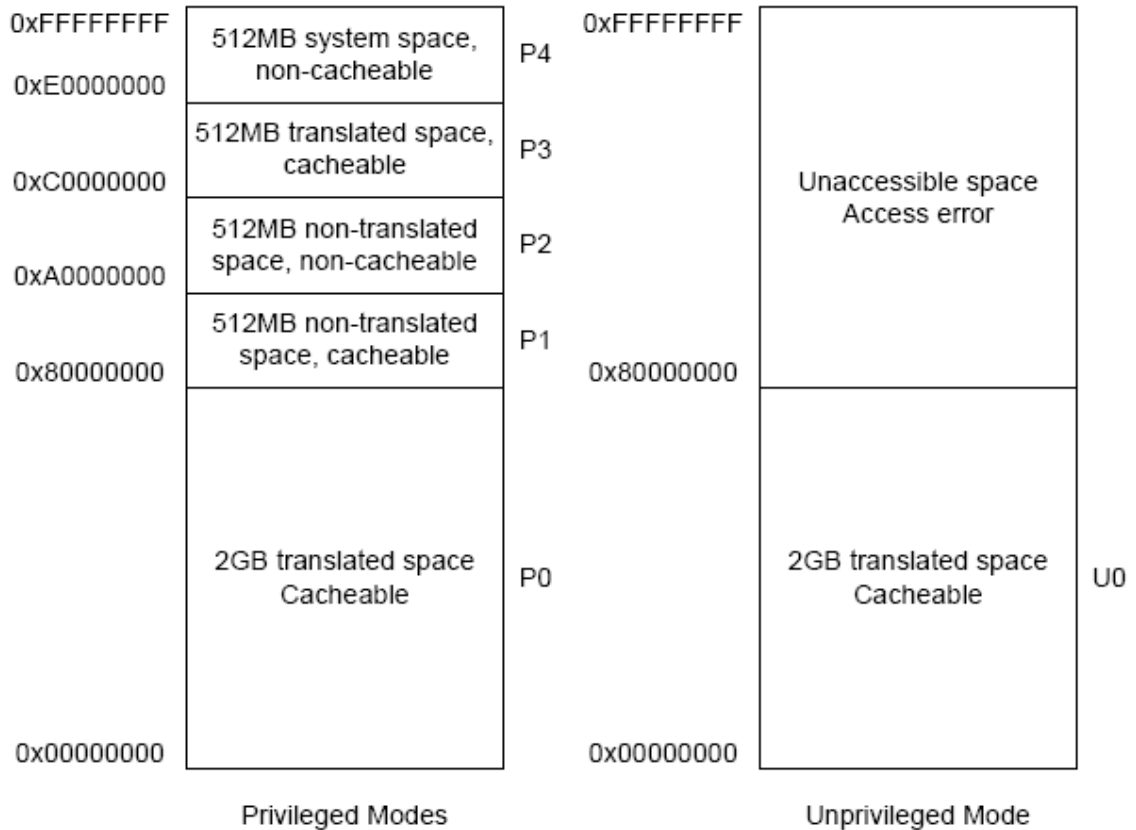 0xFFFFFFFF
512MB system space,
non-cacheable
P4
0xE0000000
512MB translated space,
cacheable
P3
0xC0000000
512MB non-translated
space, non-cacheable
P2
0xA0000000
512MB non-translated
space, cacheable
P1
0x80000000
2GB translated space
Cacheable
P0
0x00000000
Privileged Modes
0xFFFFFFFF
Unaccessible space
Access error
0x80000000
2GB translated space
Cacheable
U0
0x00000000
Unprivileged Mode